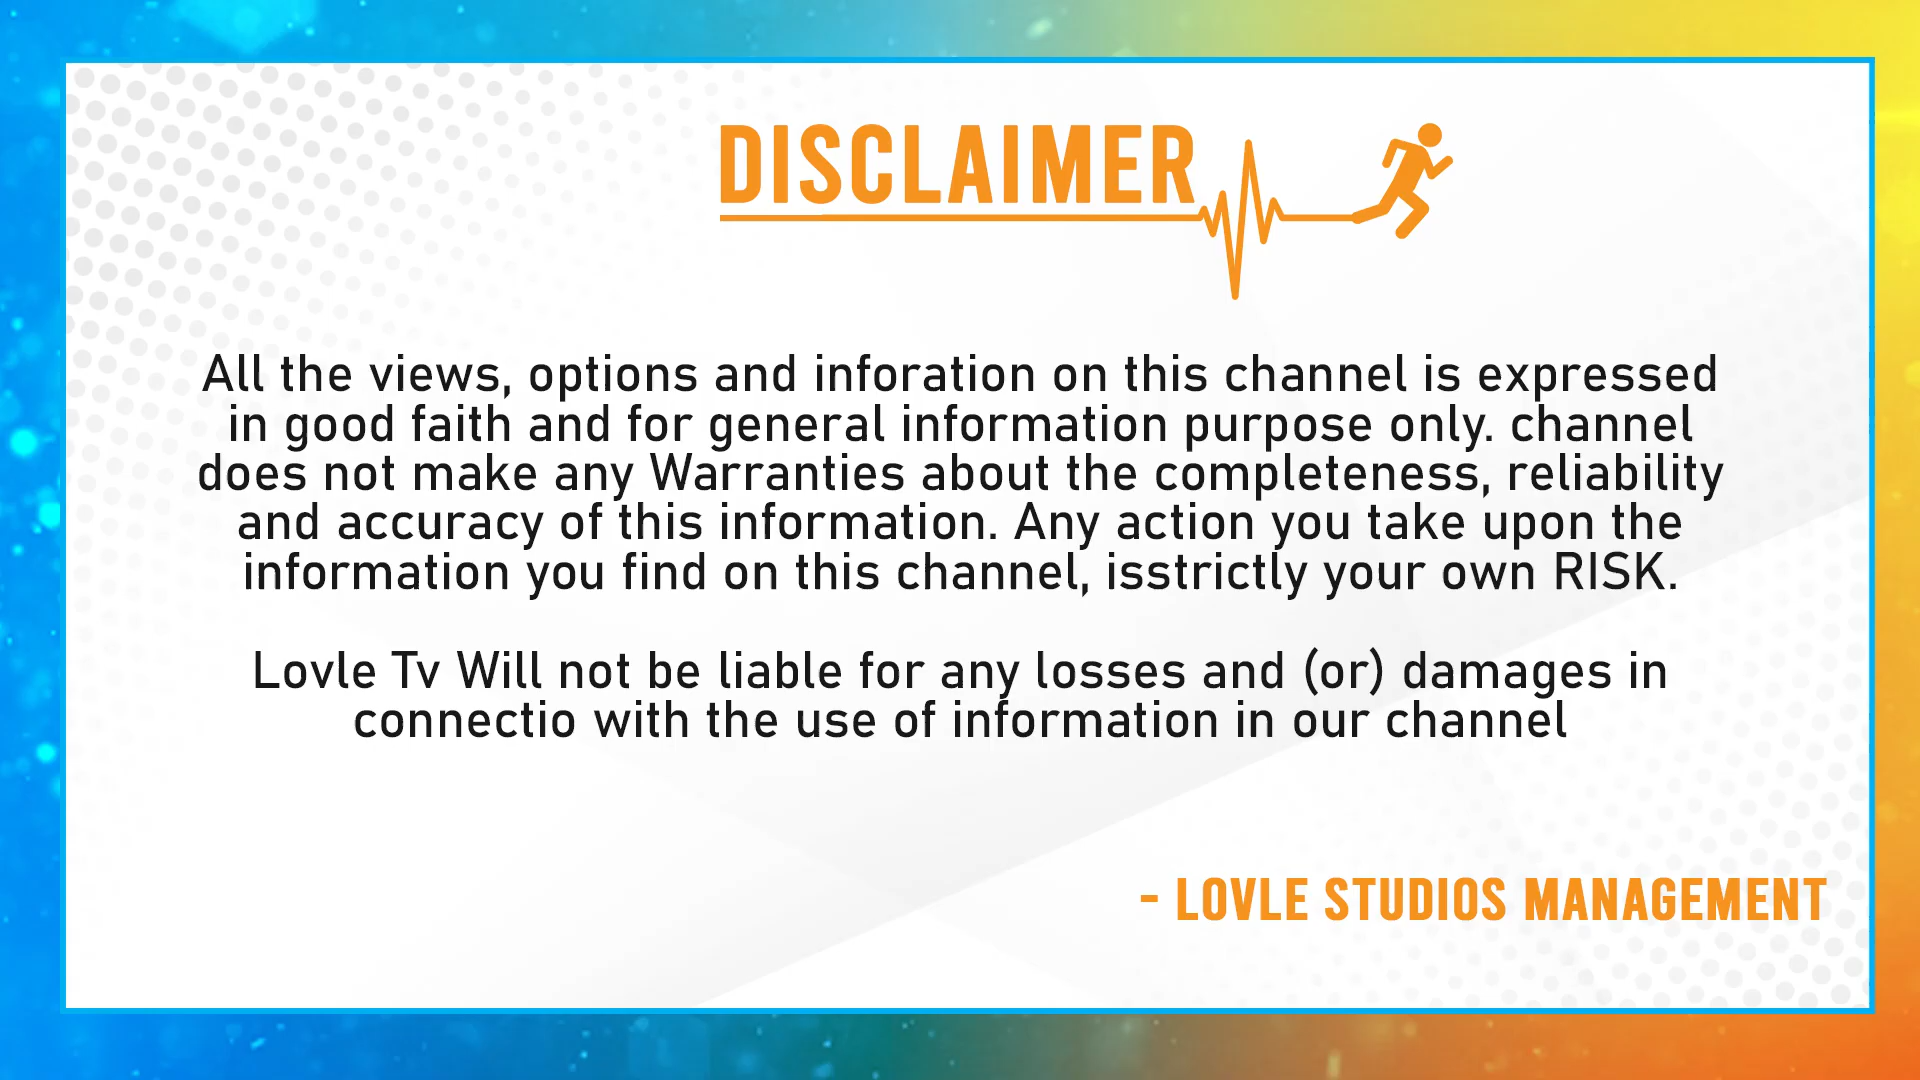 DISCLAIMER
All the views, options and inforation on this channel is expressed
in good faith and for general information purpose only. channel
does not make any Warranties about the completeness, reliability
and accuracy of this information. Any action you take upon the
information you find on this channel, isstrictly your own RISK.
Lovle Tv Will not be liable for any losses and (or) damages in
connectio with the use of information in our channel
- LOVLE STUDIOS MANAGEMENT